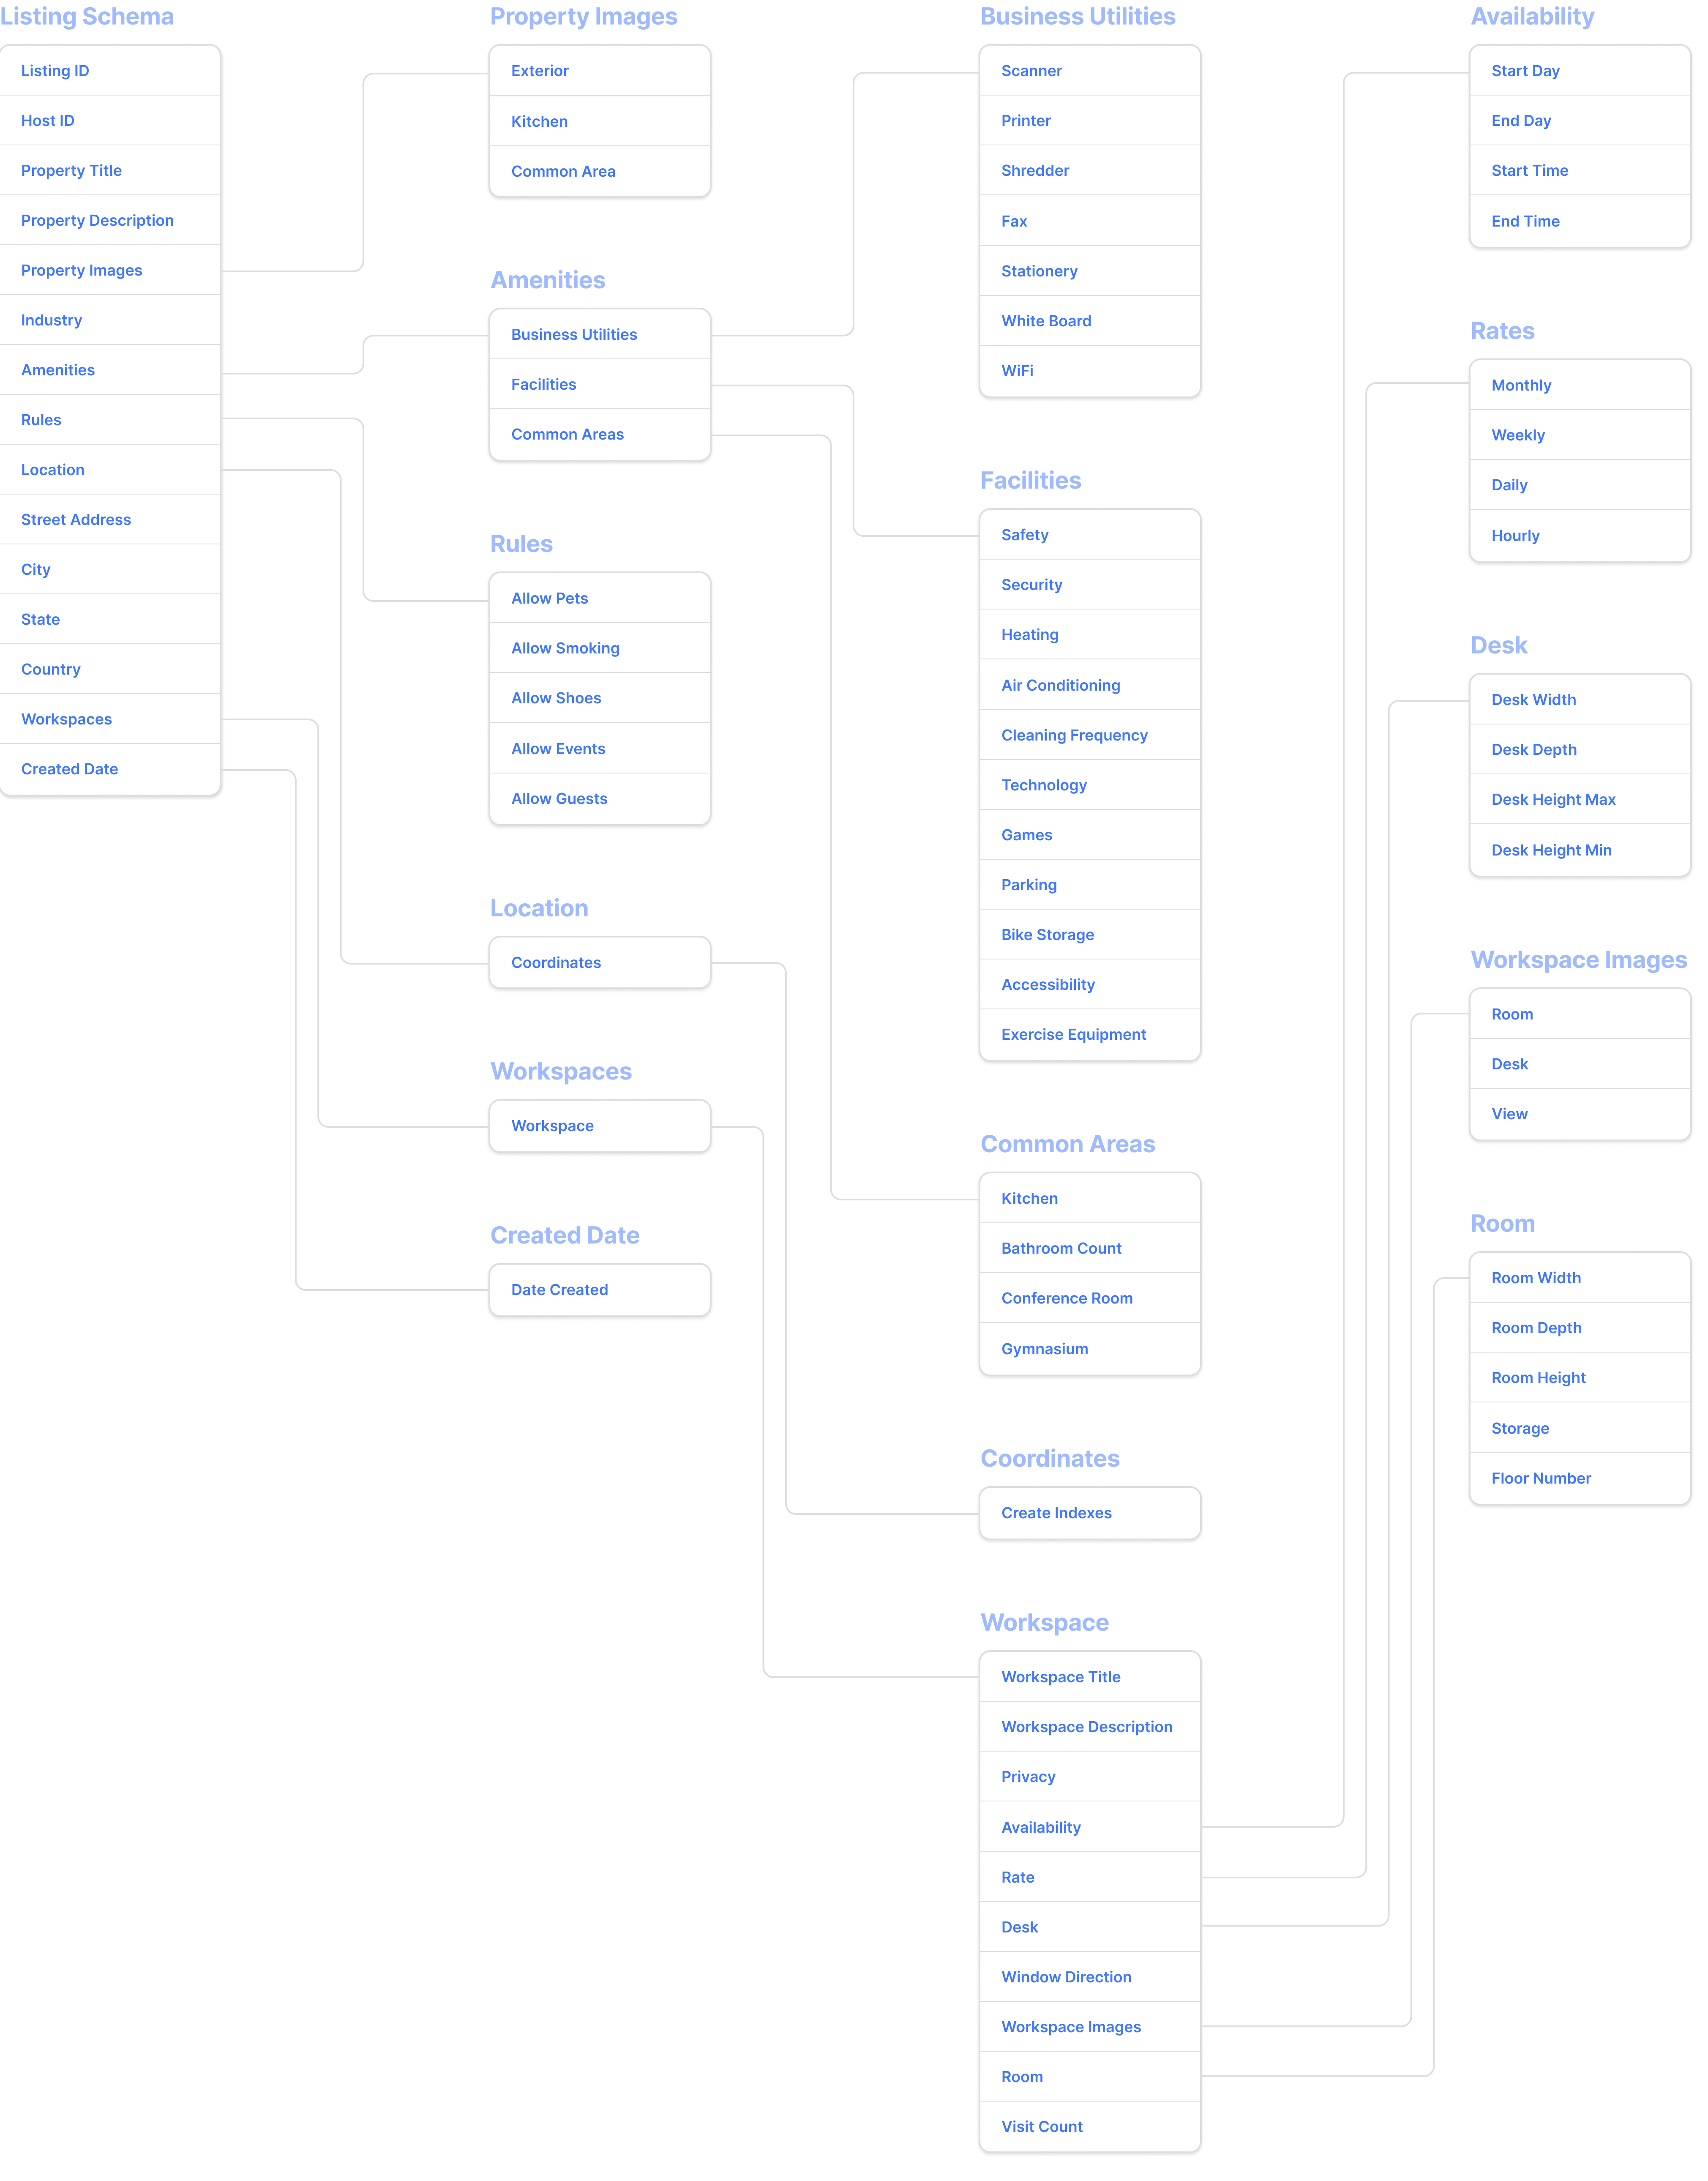 Listing Schema
Listing ID
Host ID
Property Title
Property Description
Property Images
Industry
Amenities
Rules
Location
Street Address
City
State
Country
Workspaces
Created Date
Property Images
Exterior
Kitchen
Common Area
Amenities
Business Utilities
Facilities
Common Areas
Rules
Allow Pets
Allow Smoking
Allow Shoes
Allow Events
Allow Guests
Location
Coordinates
Workspaces
Workspace
Created Date
Date Created
Business Utilities
Scanner
Printer
Shredder
Fax
Stationery
White Board
WiFi
Facilities
Safety
Security
Heating
Air Conditioning
Cleaning Frequency
Technology
Games
Parking
Bike Storage
Accessibility
Exercise Equipment
Common Areas
Kitchen
Bathroom Count
Conference Room
Gymnasium
Coordinates
Create Indexes
Workspace
Workspace Title
Workspace Description
Privacy
Availability
Rate
Desk
Window Direction
Workspace Images
Room
Visit Count
Availability
Start Day
End Day
Start Time
End Time
Rates
Monthly
Weekly
Daily
Hourly
Desk
Desk Width
Desk Depth
Desk Height Max
Desk Height Min
Workspace Images
Room
Desk
View
Room
Room Width
Room Depth
Room Height
Storage
Floor Number